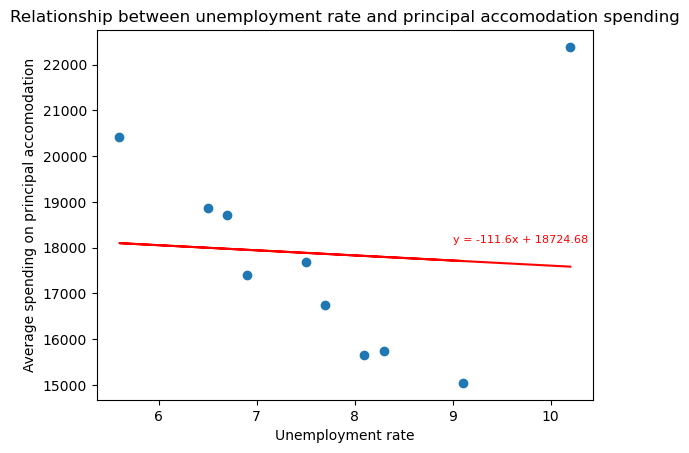 Relationship between unemployment rate and principal accomodation spending
Average spending on principal accomodation
22000
21000
20000
19000
18000
17000
16000
15000
y = -111.6x + 18724.68
6 7 8 9 10
Unemployment rate